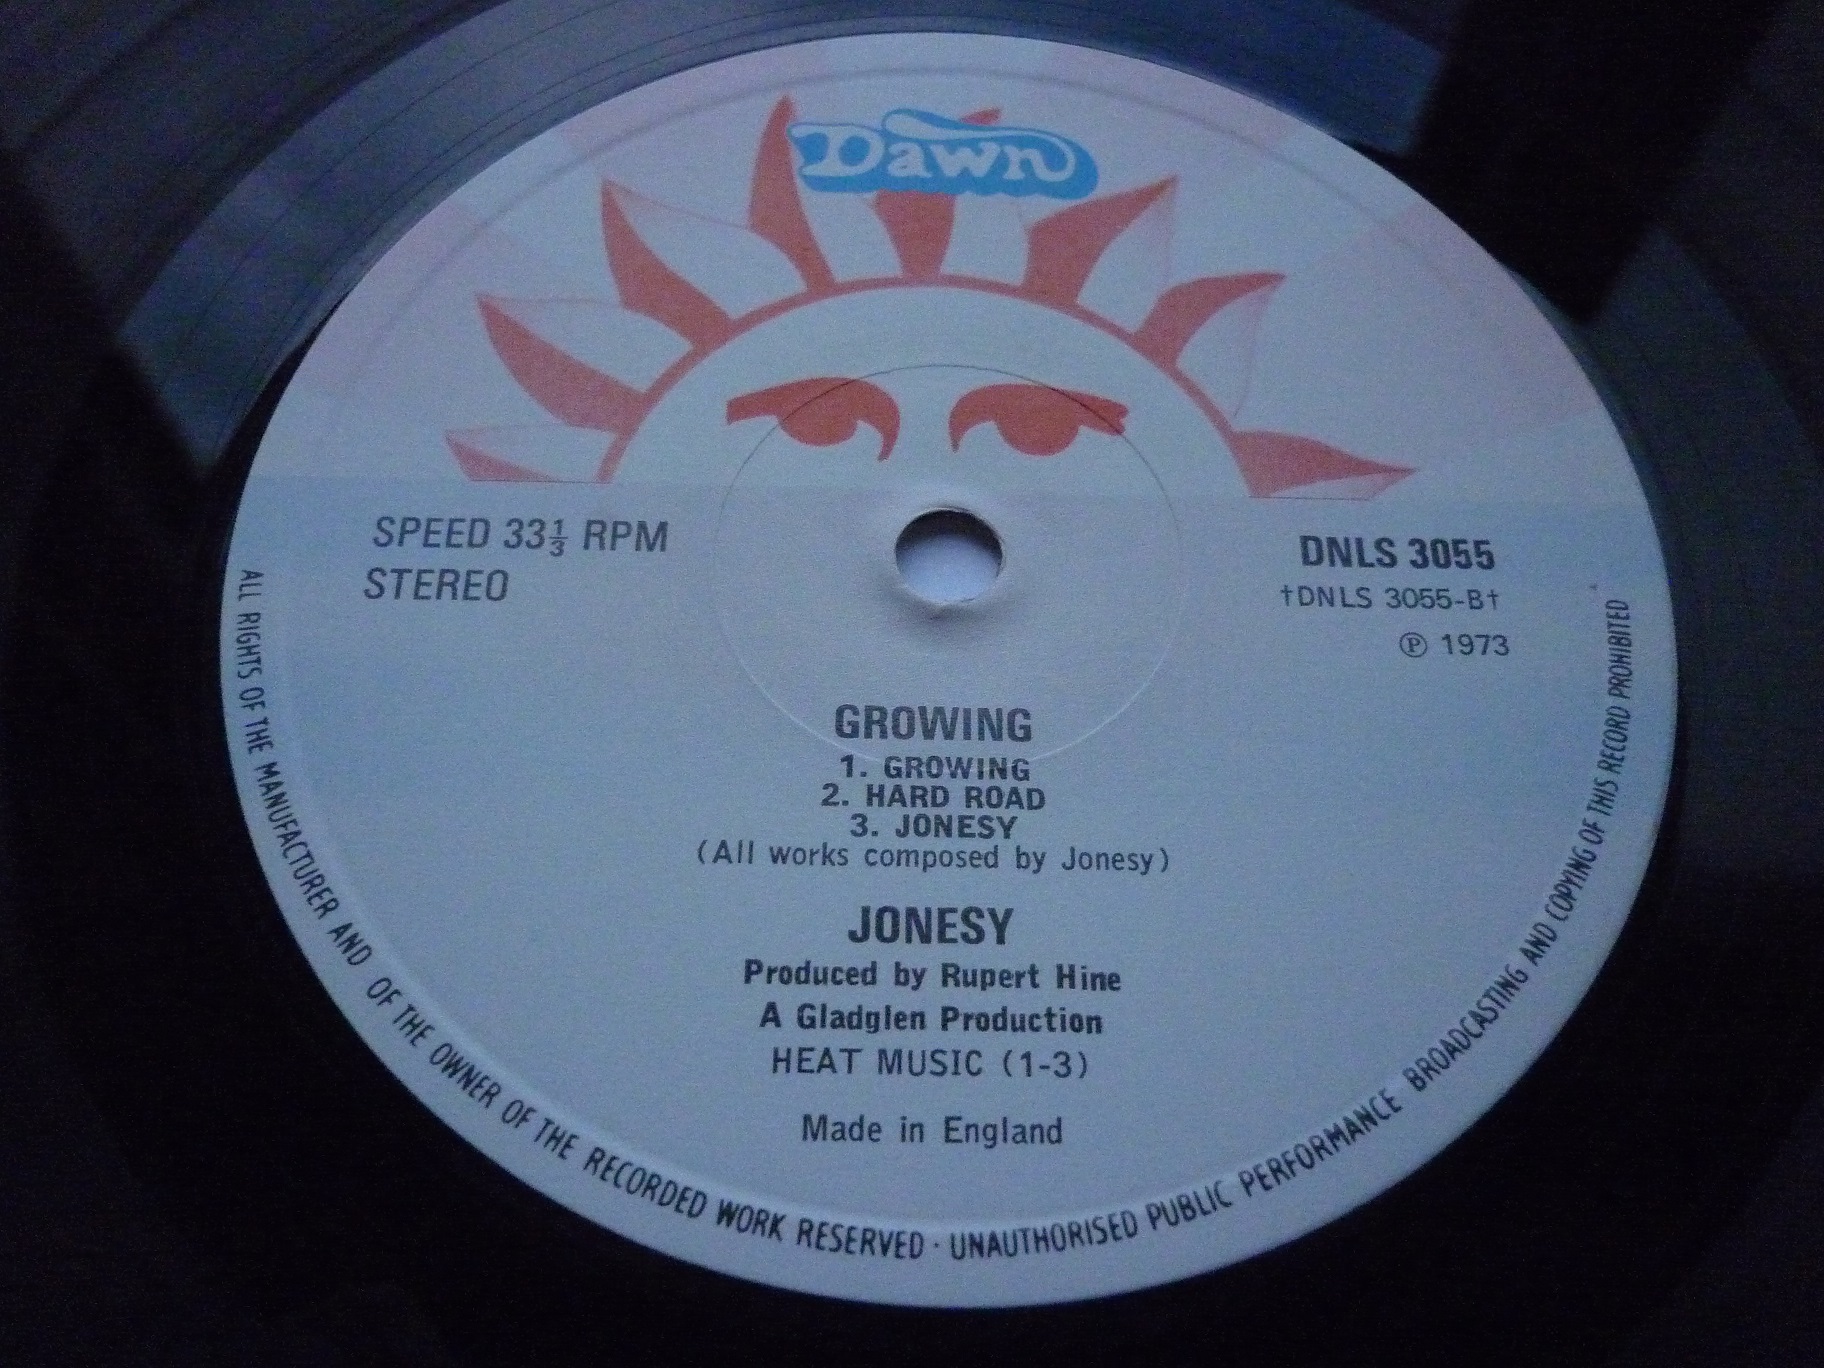 Dawn
SPEED 33⅓ RPM
STEREO
DNLS 3055
†DNLS 3055-B†
℗ 1973
GROWING
1. GROWING
2. HARD ROAD
3. JONESY
(All works composed by Jonesy)
JONESY
Produced by Rupert Hine
A Gladglen Production
HEAT MUSIC (1-3)
Made in England
ALL RIGHTS OF THE MANUFACTURER AND OF THE OWNER OF THE RECORDED WORK RESERVED · UNAUTHORISED PUBLIC PERFORMANCE BROADCASTING AND COPYING OF THIS RECORD PROHIBITED